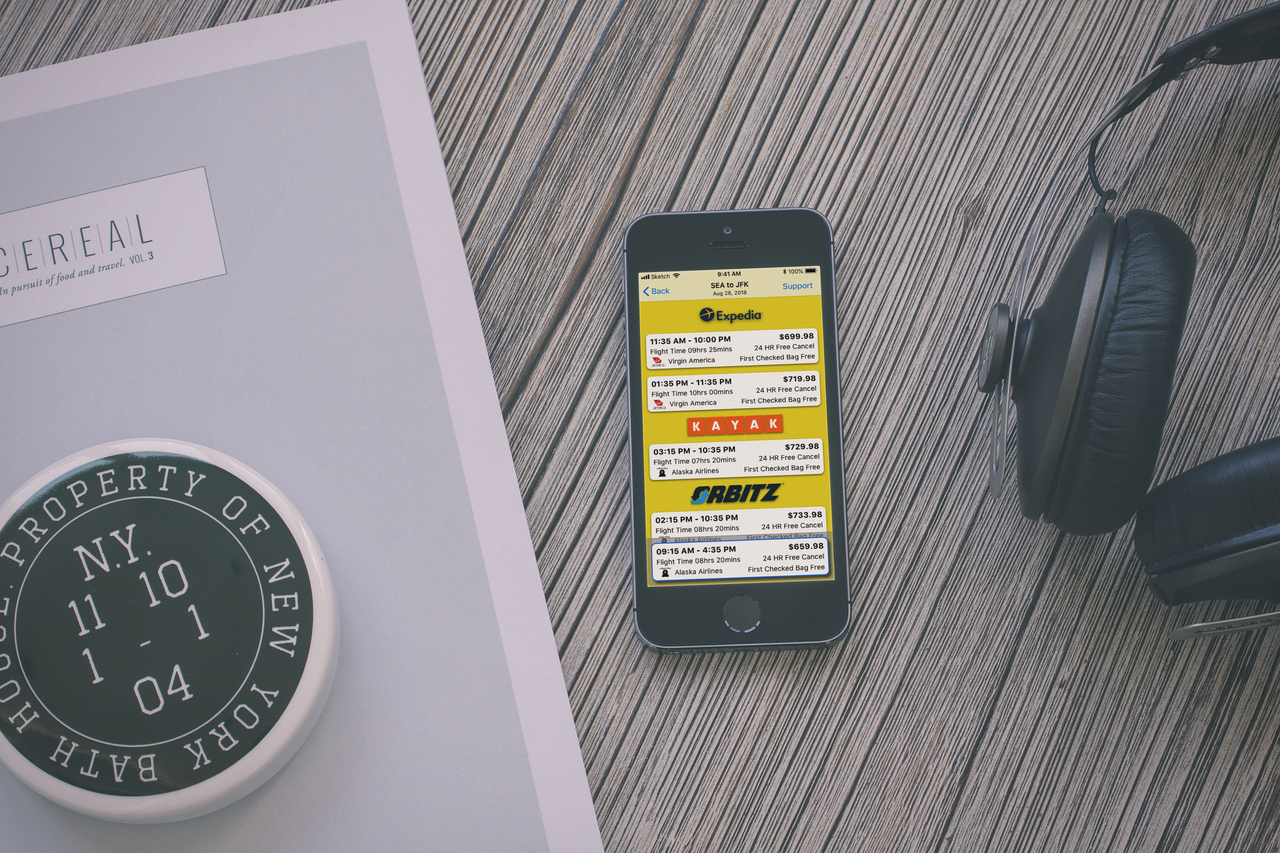 CEREAL
In pursuit of food and travel. VOL. 3
PROPERTY OF NEW YORK BATH HOUSE.
N.Y.
11 10
1 - 1
04
Sketch 9:41 AM 100%
Back SEA to JFK Support
Aug 28, 2018
Expedia
11:35 AM - 10:00 PM $699.98
Flight Time 09hrs 25mins 24 HR Free Cancel
Virgin America First Checked Bag Free
01:35 PM - 11:35 PM $719.98
Flight Time 10hrs 00mins 24 HR Free Cancel
Virgin America First Checked Bag Free
KAYAK
03:15 PM - 10:35 PM $729.98
Flight Time 07hrs 20mins 24 HR Free Cancel
Alaska Airlines First Checked Bag Free
ORBITZ
02:15 PM - 10:35 PM $733.98
Flight Time 08hrs 20mins 24 HR Free Cancel
Alaska Airlines First Checked Bag Free
09:15 AM - 4:35 PM $659.98
Flight Time 08hrs 20mins 24 HR Free Cancel
Alaska Airlines First Checked Bag Free